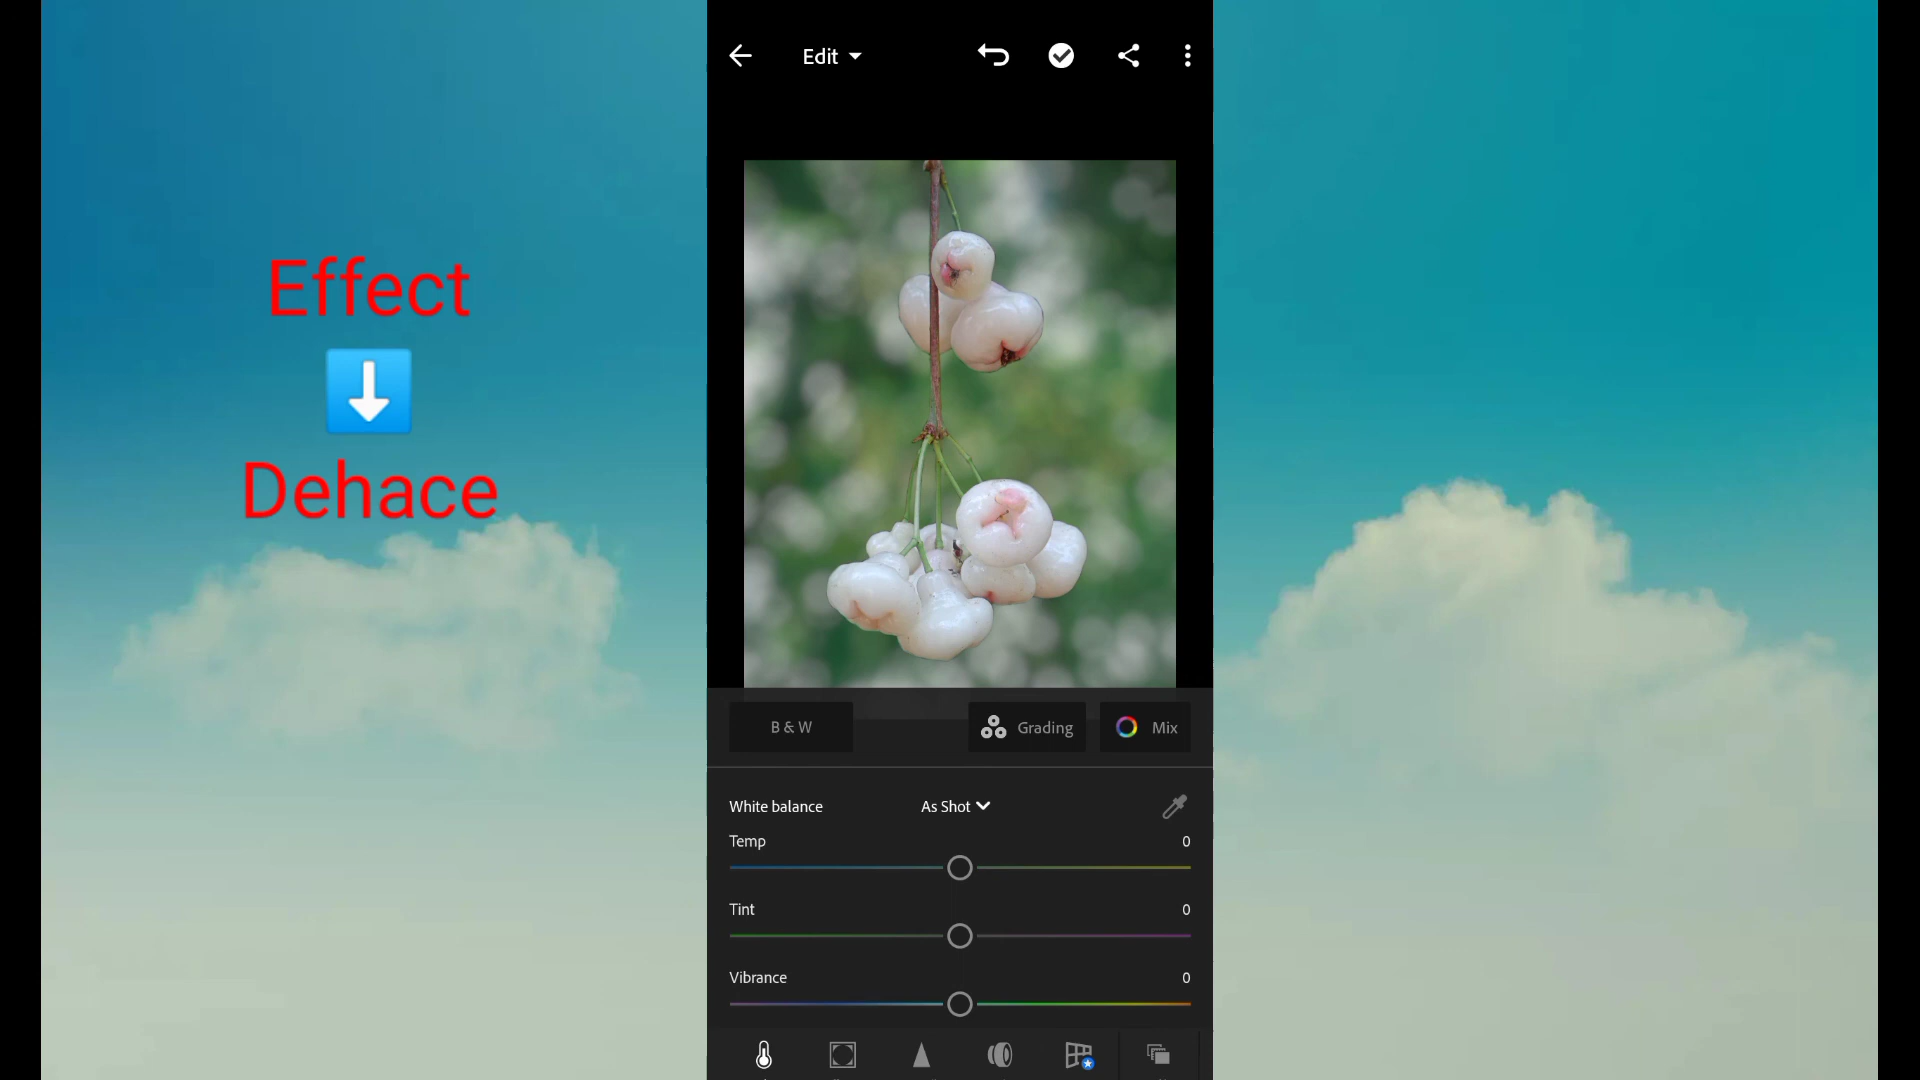 Edit
Effect
Dehace
B & W
Grading
Mix
White balance
As Shot
Temp
0
Tint
0
Vibrance
0